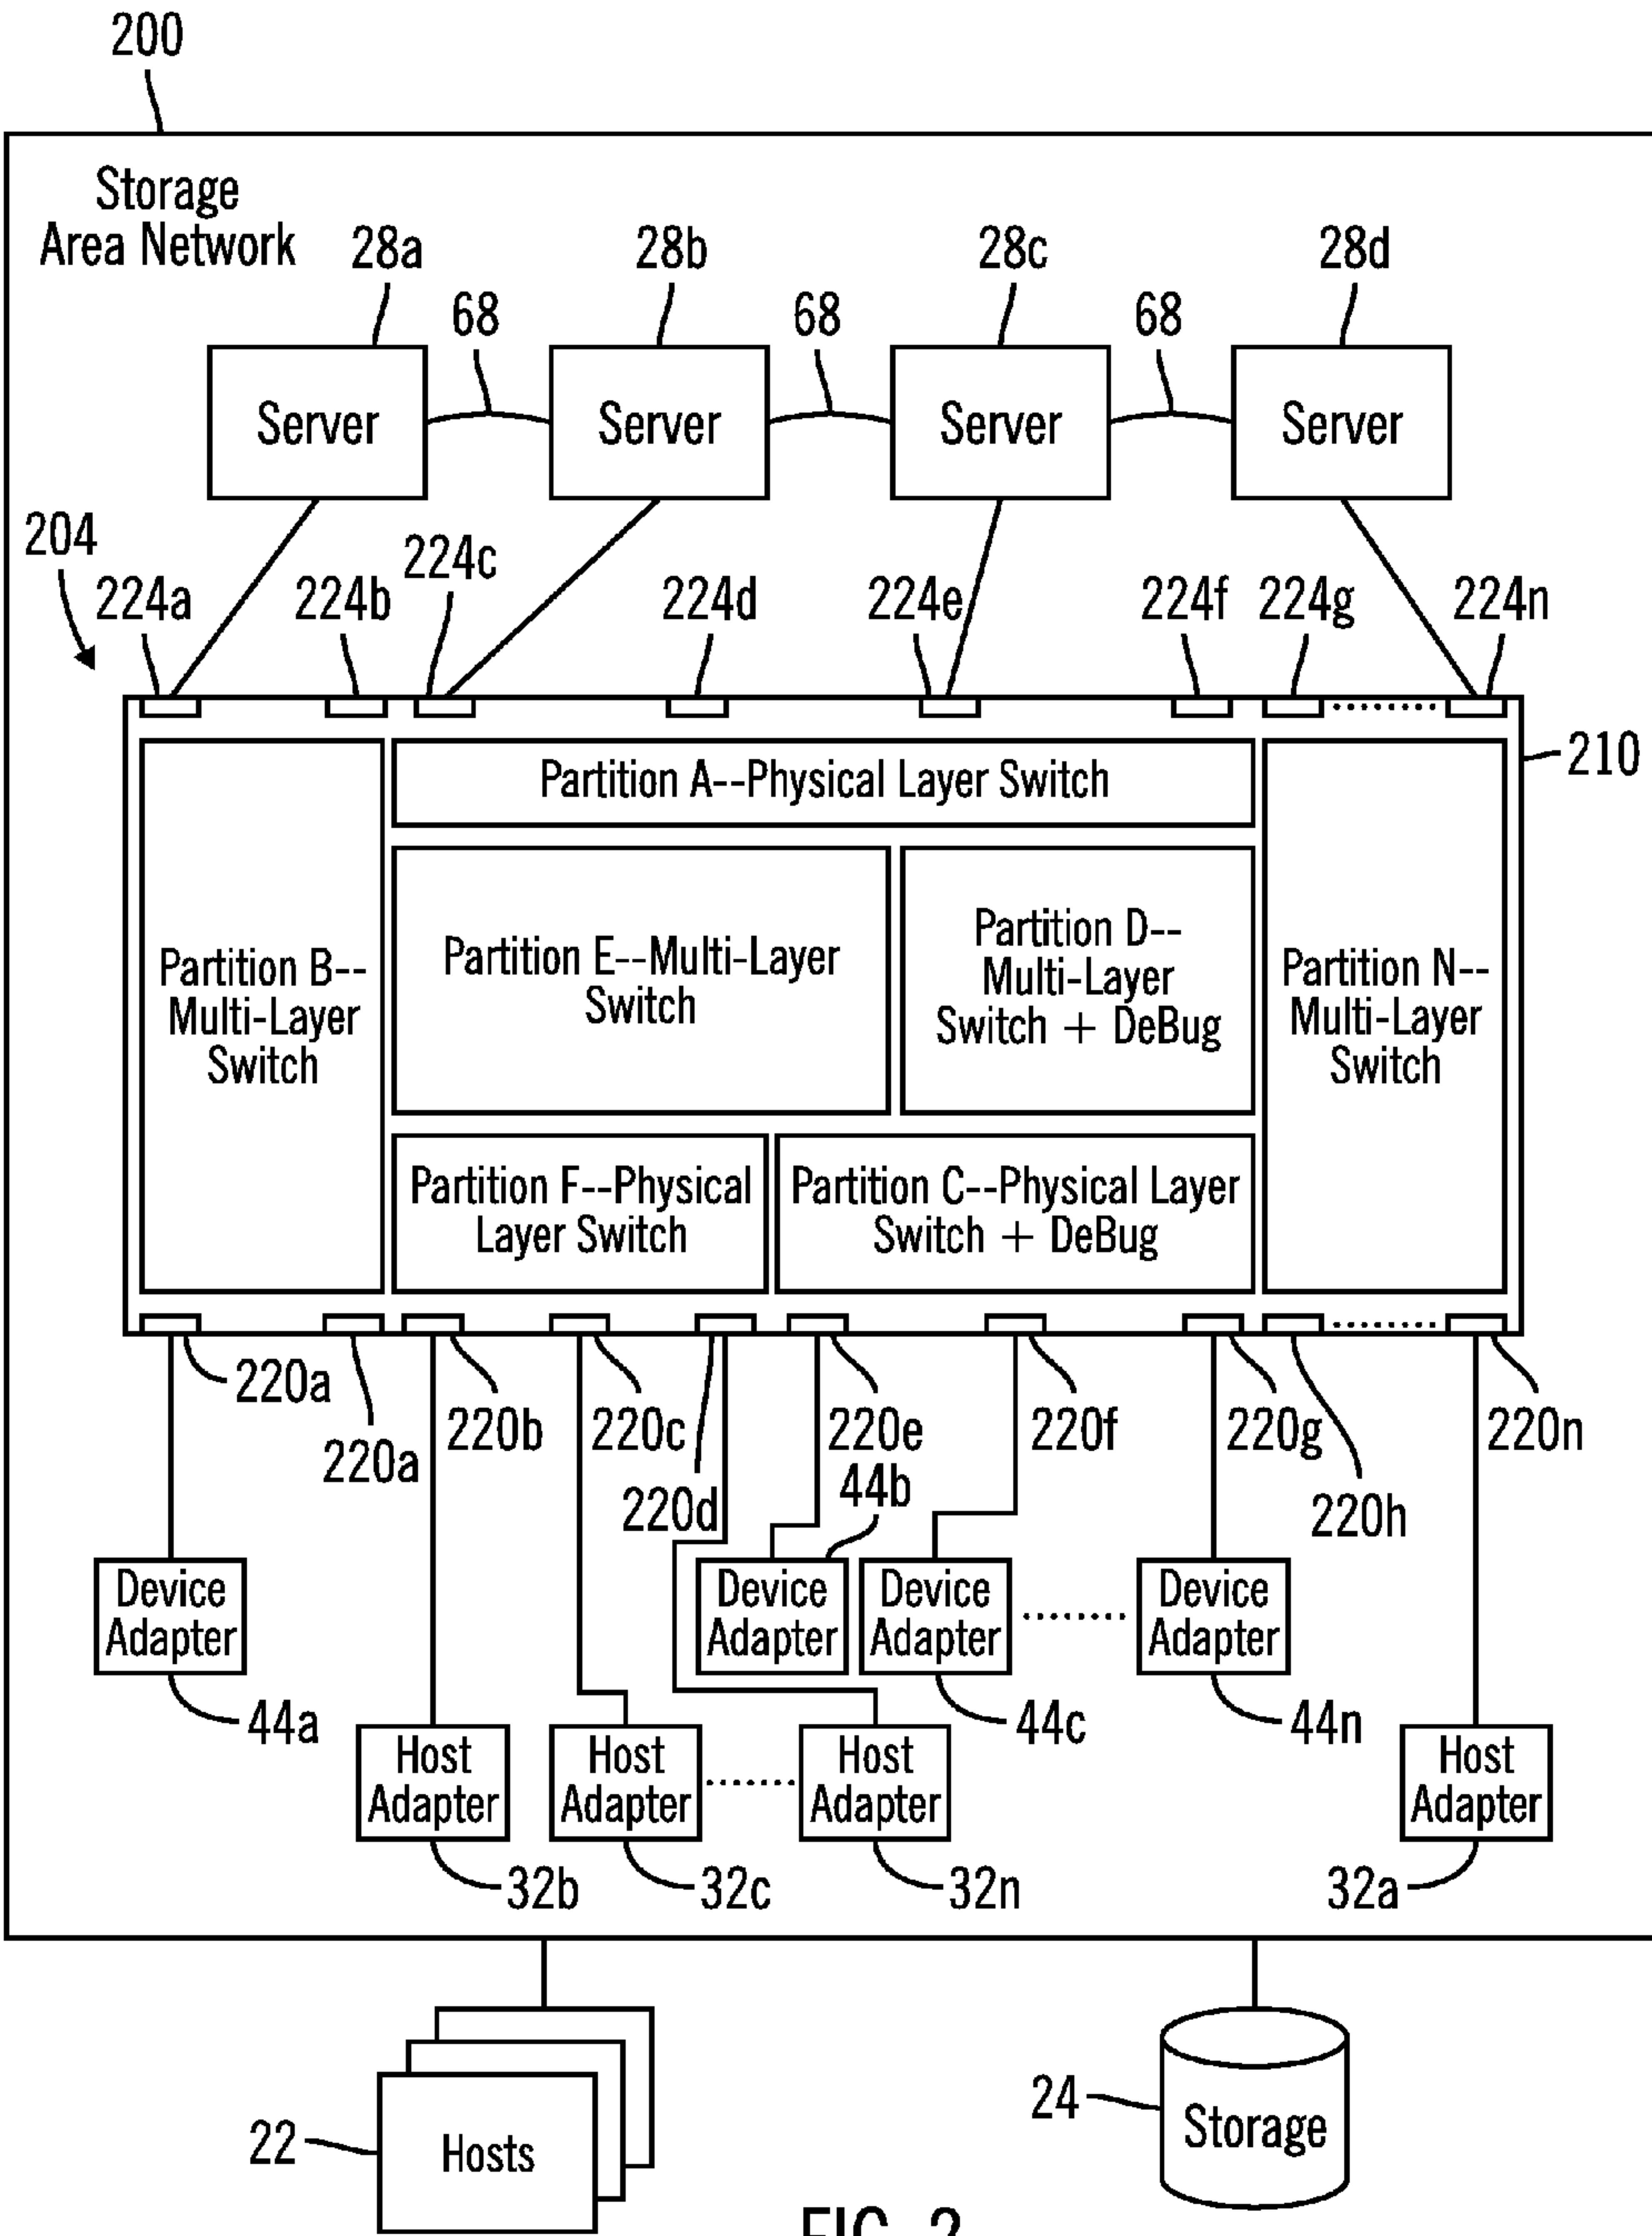 200
Storage
Area Network
28a
28b
28c
28d
68
68
68
Server
Server
Server
Server
204
224a
224b
224c
224d
224e
224f
224g
224n
210
Partition A--Physical Layer Switch
Partition B--
Multi-Layer
Switch
Partition E--Multi-Layer
Switch
Partition D--
Multi-Layer
Switch + DeBug
Partition N--
Multi-Layer
Switch
Partition F--Physical
Layer Switch
Partition C--Physical Layer
Switch + DeBug
220a
220a
220b
220c
220d
220e
220f
220g
220h
220n
44b
Device
Adapter
Device
Adapter
Device
Adapter
Device
Adapter
44a
44c
44n
Host
Adapter
Host
Adapter
Host
Adapter
Host
Adapter
32b
32c
32n
32a
22
Hosts
24
Storage
FIG. 2